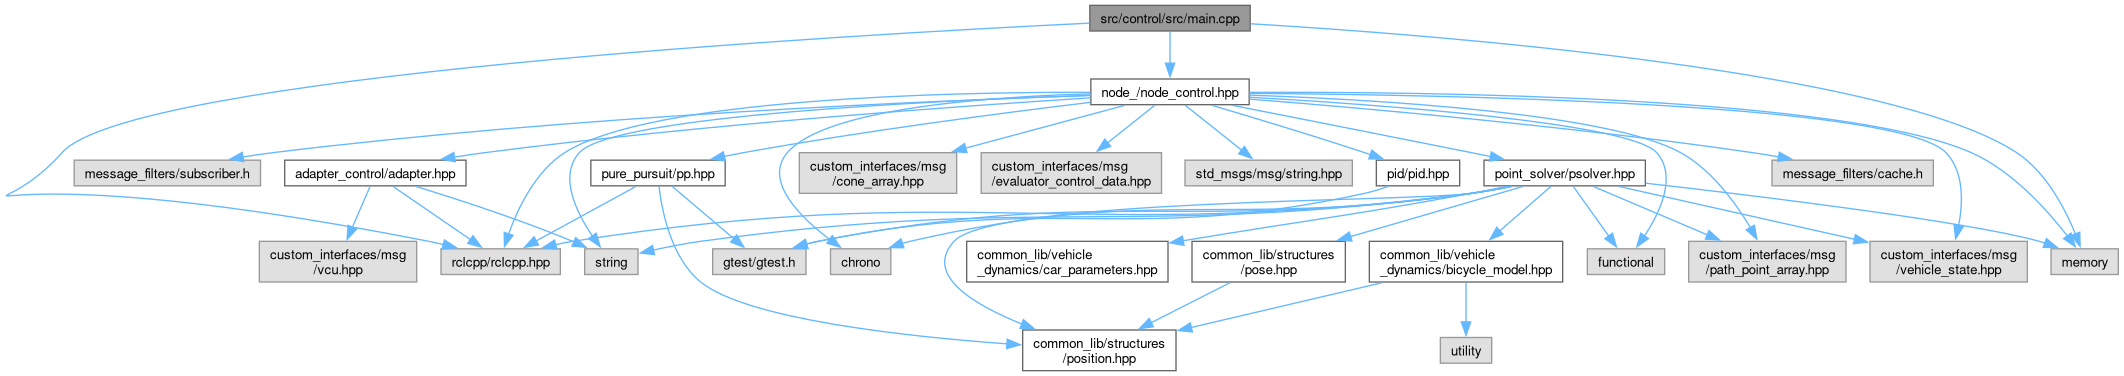 src/control/src/main.cpp
node_/node_control.hpp
message_filters/subscriber.h
adapter_control/adapter.hpp
pure_pursuit/pp.hpp
custom_interfaces/msg
/cone_array.hpp
custom_interfaces/msg
/evaluator_control_data.hpp
std_msgs/msg/string.hpp
pid/pid.hpp
point_solver/psolver.hpp
message_filters/cache.h
custom_interfaces/msg
/vcu.hpp
rclcpp/rclcpp.hpp
string
gtest/gtest.h
chrono
common_lib/vehicle
_dynamics/car_parameters.hpp
common_lib/structures
/pose.hpp
common_lib/vehicle
_dynamics/bicycle_model.hpp
functional
custom_interfaces/msg
/path_point_array.hpp
custom_interfaces/msg
/vehicle_state.hpp
memory
common_lib/structures
/position.hpp
utility